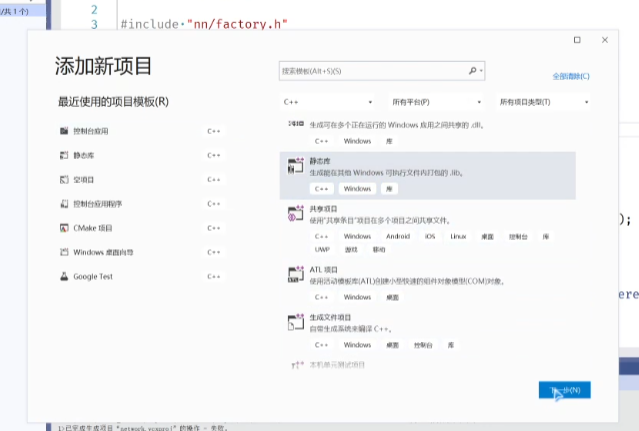 /共 1 个)
2
3
#include "nn/factory.h"
添加新项目
搜索模板(Alt+S)(S)
全部清除(C)
最近使用的项目模板(R)
C++
所有平台(P)
所有项目类型(T)
控制台应用 C++
静态库 C++
空项目 C++
控制台应用程序 C++
CMake 项目 C++
Windows 桌面向导 C++
Google Test C++
生成可在多个正在运行的 Windows 应用之间共享的 .dll。
C++ Windows 库
静态库
生成能在其他 Windows 可执行文件内打包的 .lib。
C++ Windows 库
共享项目
使用"共享条目"项目在多个项目之间共享文件。
C++ Windows Android iOS Linux 桌面 控制台 库
UWP 游戏 移动
ATL 项目
使用活动模板库(ATL)创建小但快速的组件对象模型(COM)对象。
C++ Windows 桌面
生成文件项目
自带生成系统来编译 C++。
C++ Windows 桌面 控制台 库
本机单元测试项目
下一步(N)
);
ere
1>已完成生成项目 "network.vcxproj" 的操作 - 失败。